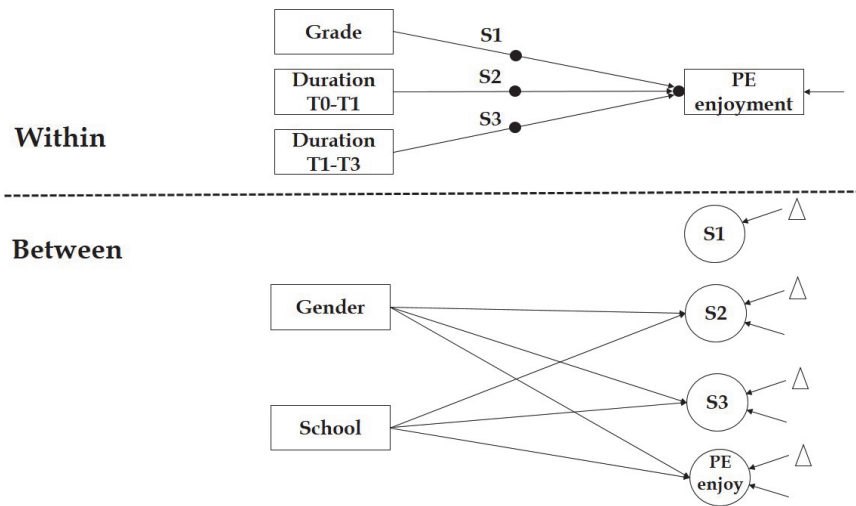 Grade
S1
Duration
T0-T1
S2
PE
enjoyment
S3
Duration
T1-T3
Within
Between
S1
Gender
S2
School
S3
PE
enjoy